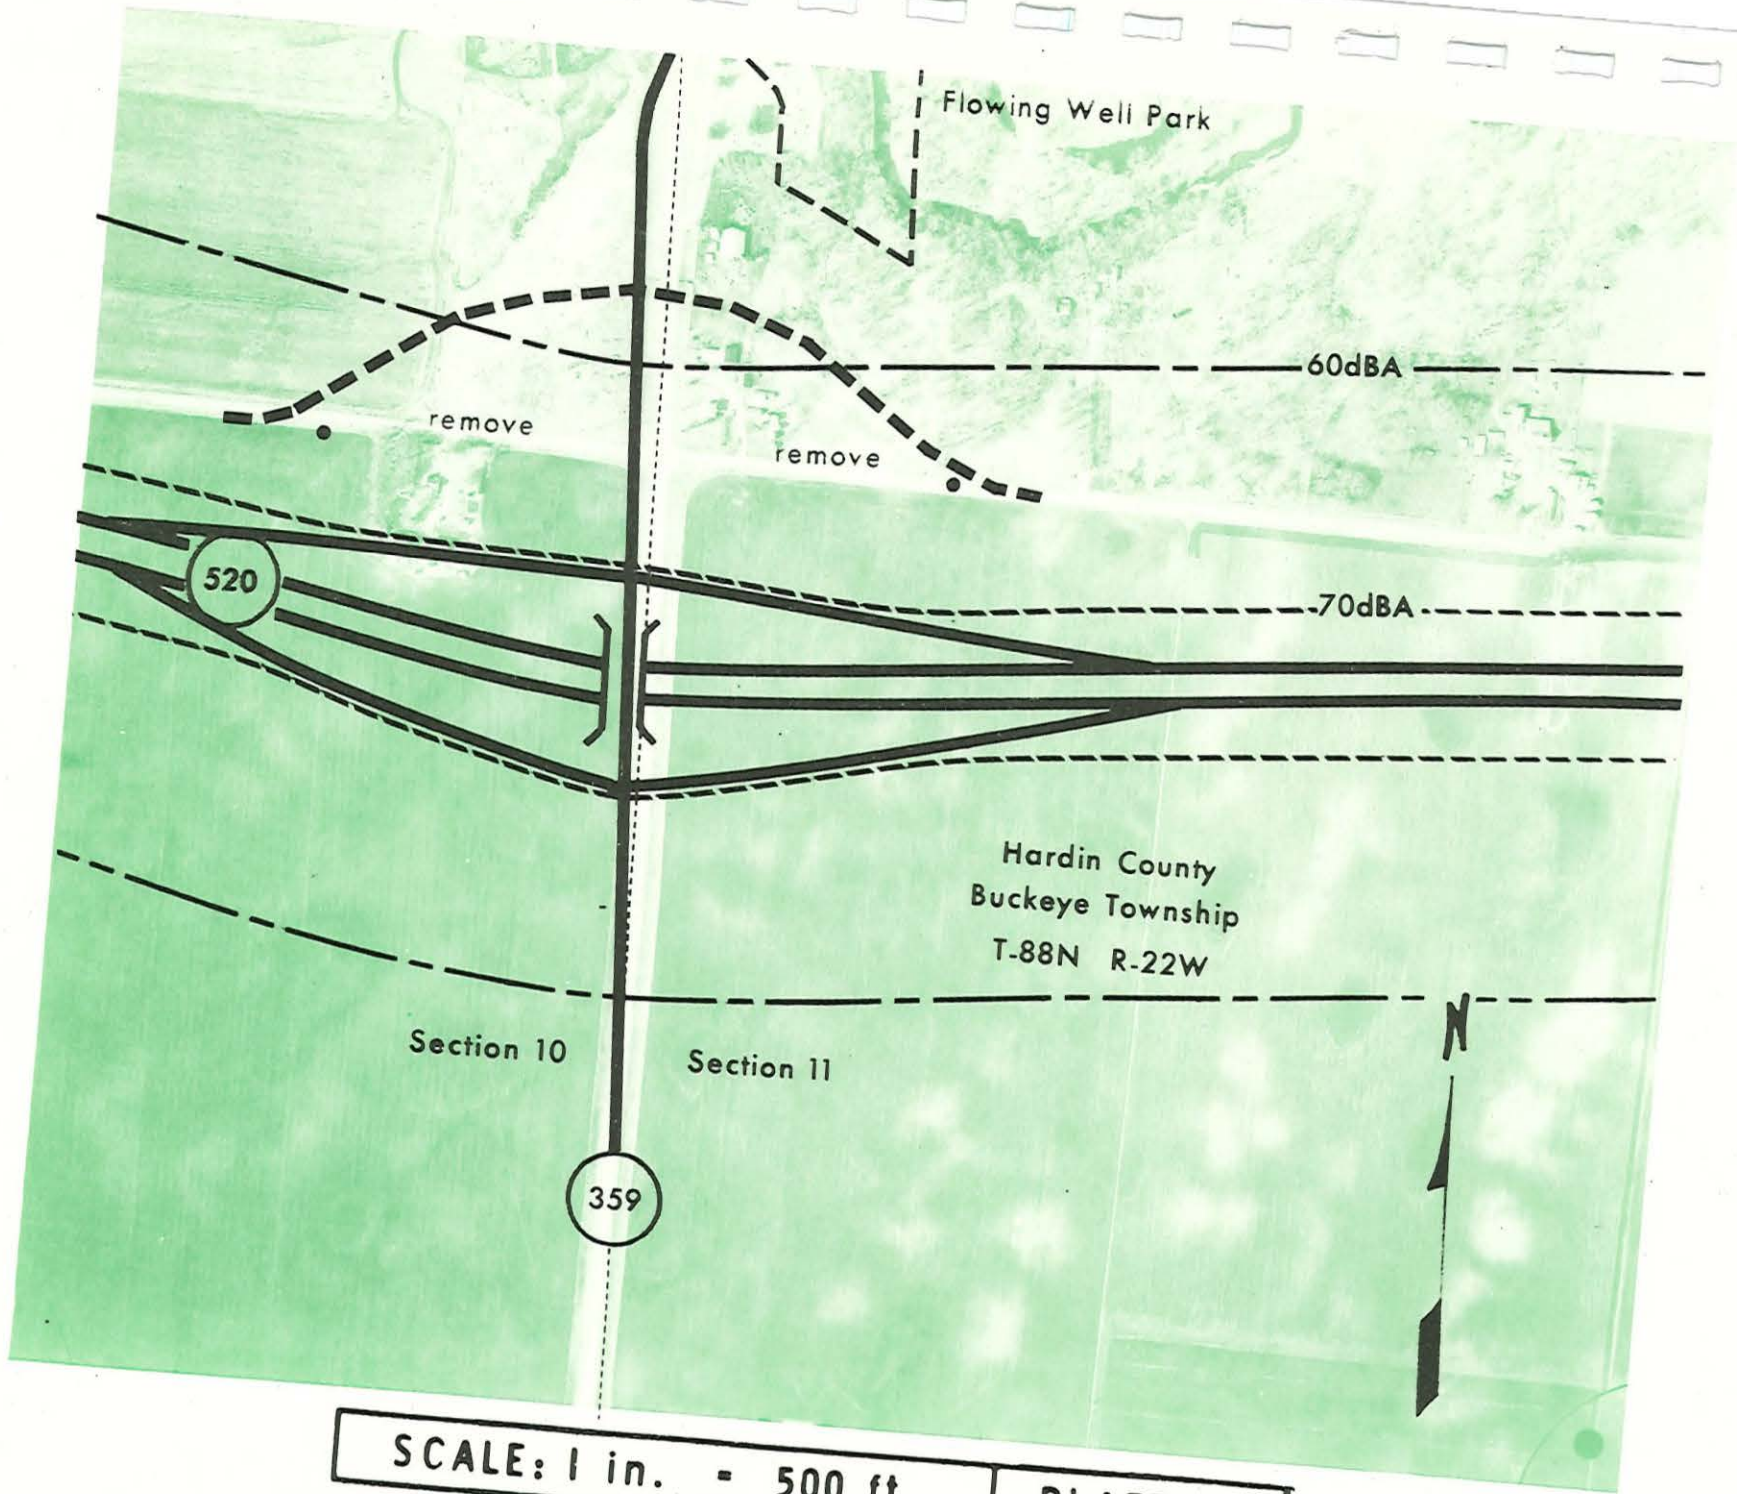 Flowing Well Park
60dBA
remove
remove
520
70dBA
Hardin County
Buckeye Township
T-88N R-22W
N
Section 10
Section 11
359
SCALE: 1 in. = 500 ft